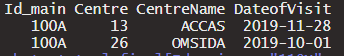 Id_main Centre CentreName DateofVisit
100A 13 ACCAS 2019-11-28
100A 26 OMSIDA 2019-10-01